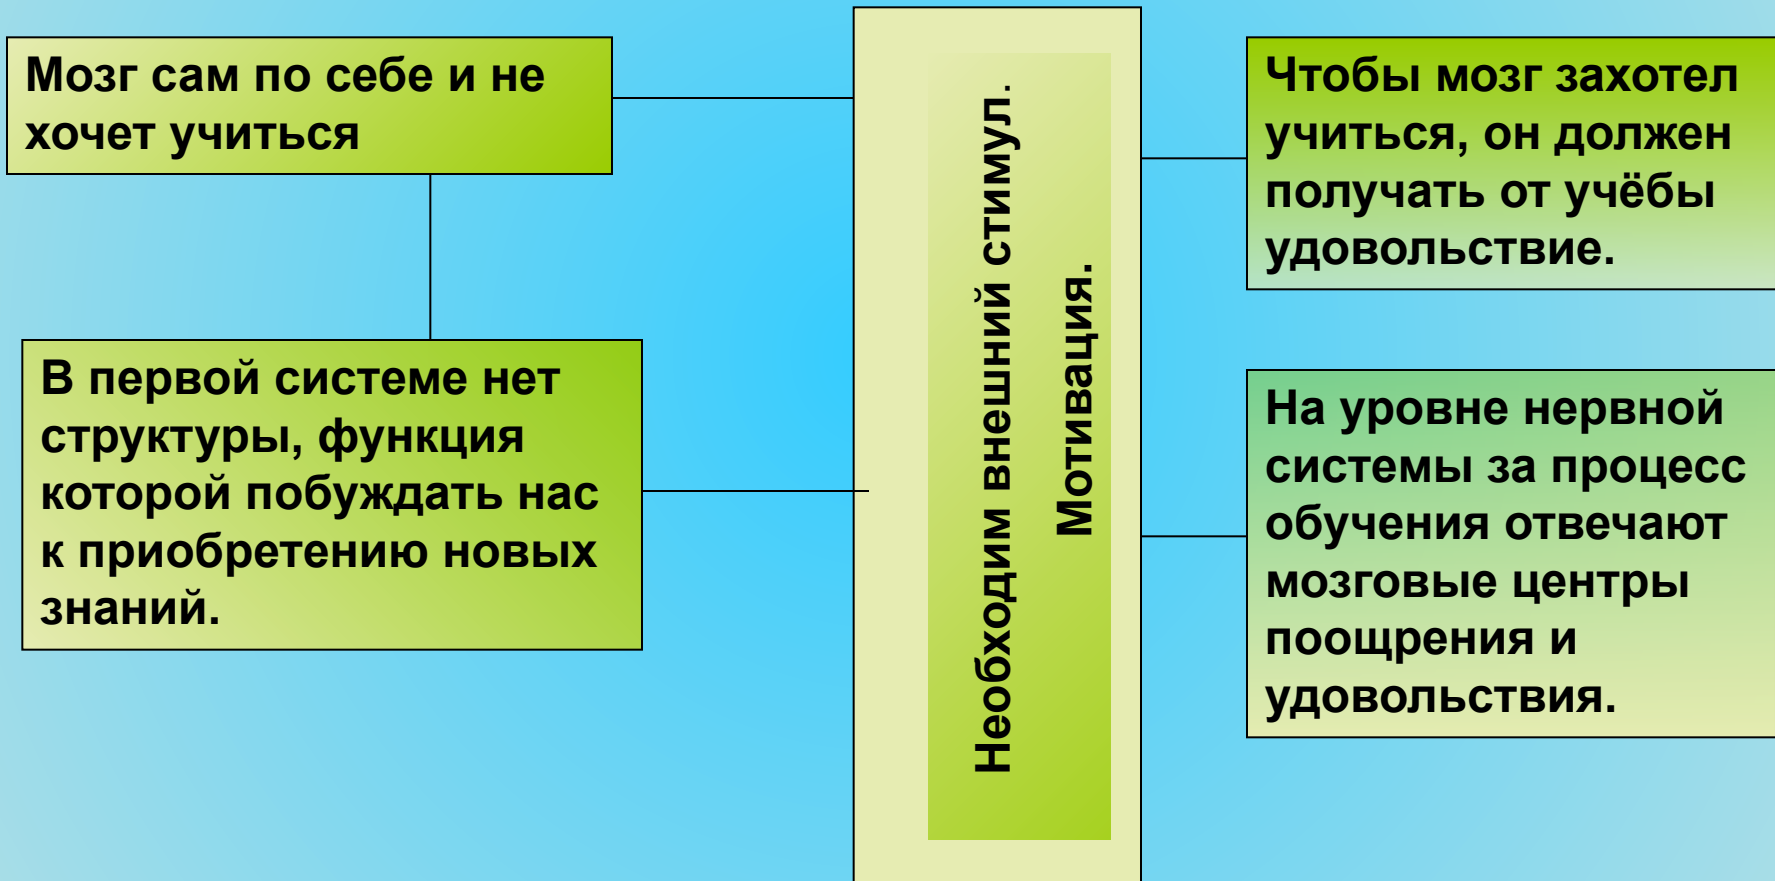 Мозг сам по себе и не
хочет учиться
В первой системе нет
структуры, функция
которой побуждать нас
к приобретению новых
знаний.
Необходим внешний стимул.
Мотивация.
Чтобы мозг захотел
учиться, он должен
получать от учёбы
удовольствие.
На уровне нервной
системы за процесс
обучения отвечают
мозговые центры
поощрения и
удовольствия.